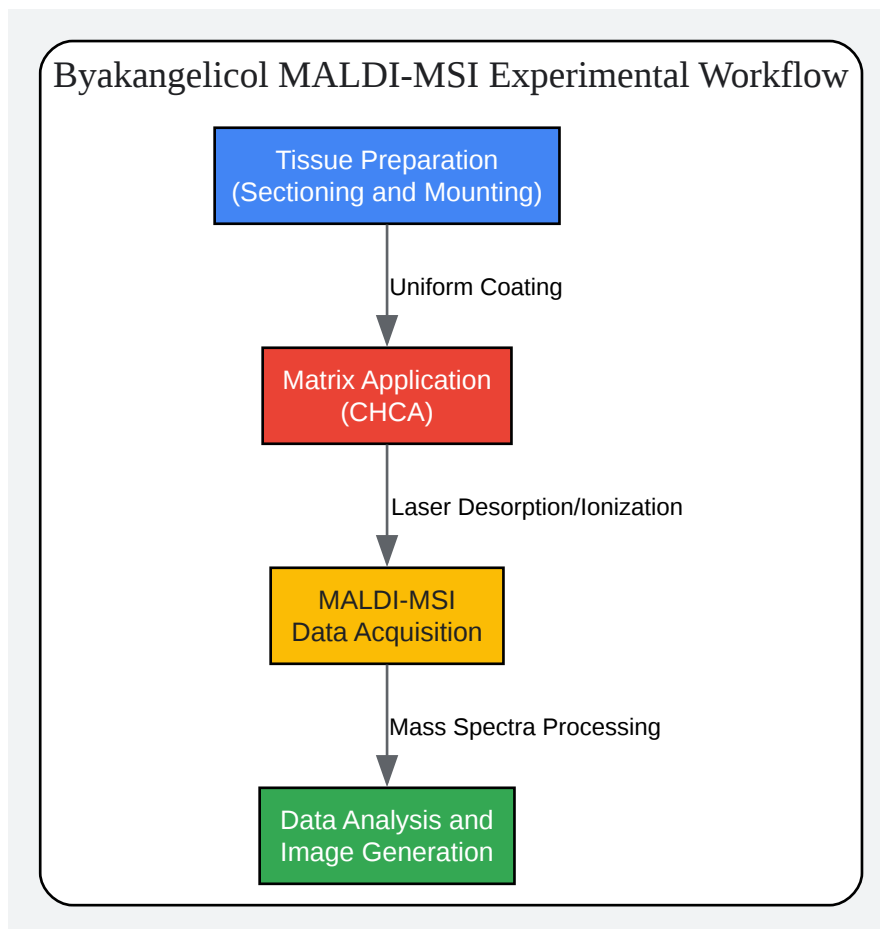 Byakangelicol MALDI-MSI Experimental Workflow
Tissue Preparation
(Sectioning and Mounting)
Uniform Coating
Matrix Application
(CHCA)
Laser Desorption/Ionization
MALDI-MSI
Data Acquisition
Mass Spectra Processing
Data Analysis and
Image Generation